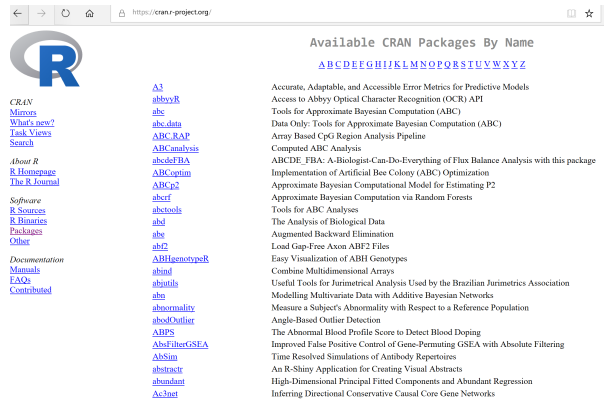 https://cran.r-project.org/
R
Available CRAN Packages By Name
A B C D E F G H I J K L M N O P Q R S T U V W X Y Z
CRAN
Mirrors
What's new?
Task Views
Search
About R
R Homepage
The R Journal
Software
R Sources
R Binaries
Packages
Other
Documentation
Manuals
FAQs
Contributed
A3 Accurate, Adaptable, and Accessible Error Metrics for Predictive Models
abbyyR Access to Abbyy Optical Character Recognition (OCR) API
abc Tools for Approximate Bayesian Computation (ABC)
abc.data Data Only: Tools for Approximate Bayesian Computation (ABC)
ABC.RAP Array Based CpG Region Analysis Pipeline
ABCanalysis Computed ABC Analysis
abcdeFBA ABCDE_FBA: A-Biologist-Can-Do-Everything of Flux Balance Analysis with this package
ABCoptim Implementation of Artificial Bee Colony (ABC) Optimization
ABCp2 Approximate Bayesian Computational Model for Estimating P2
abcrf Approximate Bayesian Computation via Random Forests
abctools Tools for ABC Analyses
abd The Analysis of Biological Data
abe Augmented Backward Elimination
abf2 Load Gap-Free Axon ABF2 Files
ABHgenotypeR Easy Visualization of ABH Genotypes
abind Combine Multidimensional Arrays
abjutils Useful Tools for Jurimetrical Analysis Used by the Brazilian Jurimetrics Association
abn Modelling Multivariate Data with Additive Bayesian Networks
abnormality Measure a Subject's Abnormality with Respect to a Reference Population
abodOutlier Angle-Based Outlier Detection
ABPS The Abnormal Blood Profile Score to Detect Blood Doping
AbsFilterGSEA Improved False Positive Control of Gene-Permuting GSEA with Absolute Filtering
AbSim Time Resolved Simulations of Antibody Repertoires
abstractr An R-Shiny Application for Creating Visual Abstracts
abundant High-Dimensional Principal Fitted Components and Abundant Regression
Ac3net Inferring Directional Conservative Causal Core Gene Networks